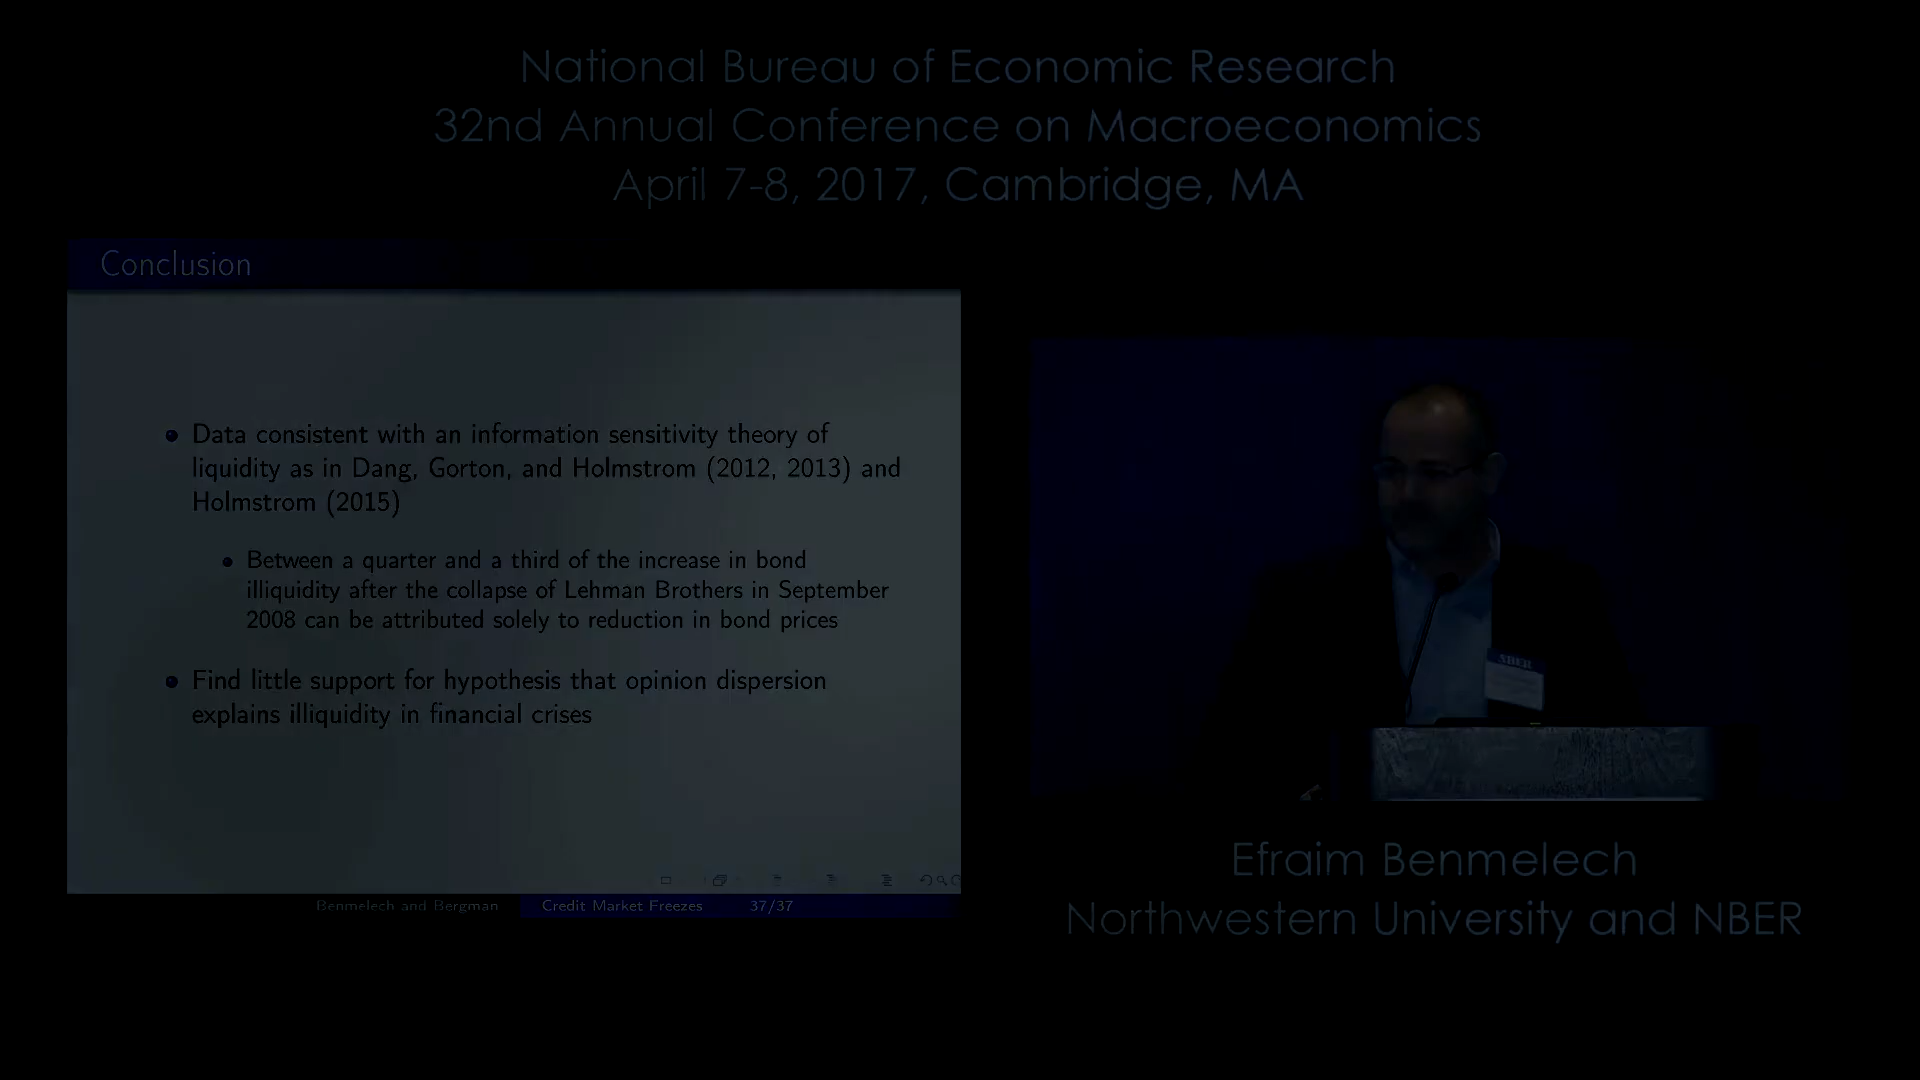 National Bureau of Economic Research
32nd Annual Conference on Macroeconomics
April 7-8, 2017, Cambridge, MA
Conclusion
• Data consistent with an information sensitivity theory of
liquidity as in Dang, Gorton, and Holmstrom (2012, 2013) and
Holmstrom (2015)
• Between a quarter and a third of the increase in bond
illiquidity after the collapse of Lehman Brothers in September
2008 can be attributed solely to reduction in bond prices
• Find little support for hypothesis that opinion dispersion
explains illiquidity in financial crises
Benmelech and Bergman Credit Market Freezes 37/37
NBER
Efraim Benmelech
Northwestern University and NBER